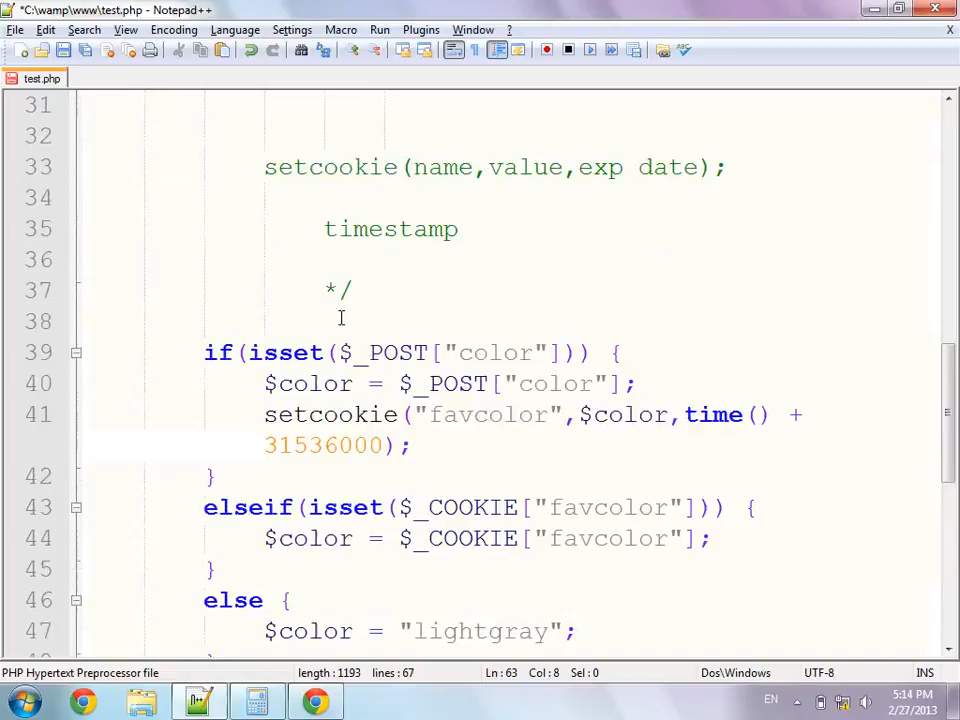 *C:\wamp\www\test.php - Notepad++
File Edit Search View Encoding Language Settings Macro Run Plugins Window ? X
test.php
31
32
33 setcookie(name,value,exp date);
34
35 timestamp
36
37 */
38
39 if(isset($_POST["color"])) {
40 $color = $_POST["color"];
41 setcookie("favcolor",$color,time() +
31536000);
42 }
43 elseif(isset($_COOKIE["favcolor"])) {
44 $color = $_COOKIE["favcolor"];
45 }
46 else {
47 $color = "lightgray";
PHP Hypertext Preprocessor file length : 1193 lines : 67 Ln : 63 Col : 8 Sel : 0 Dos\Windows UTF-8 INS
EN 5:14 PM
2/27/2013